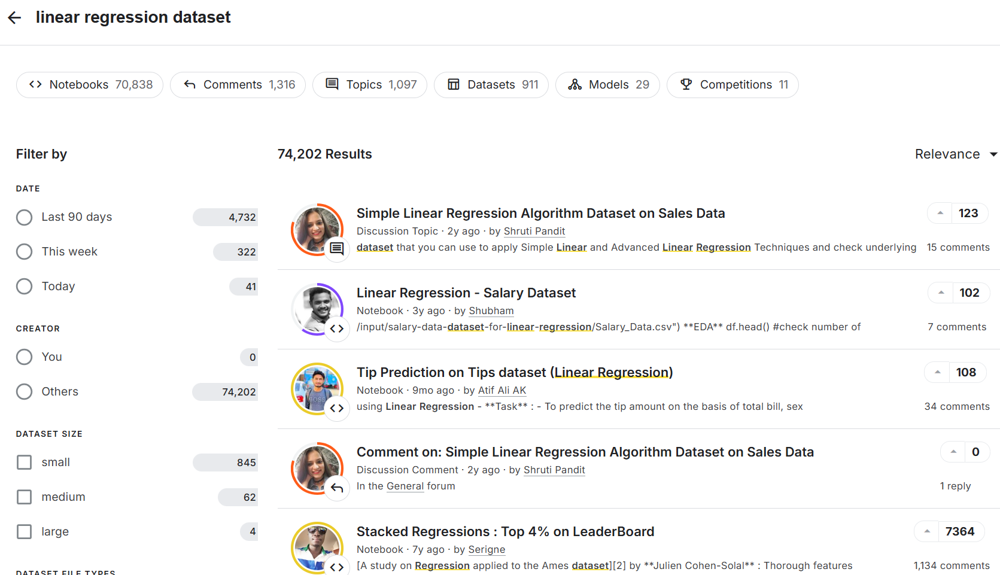 linear regression dataset
Notebooks 70,838 Comments 1,316 Topics 1,097 Datasets 911 Models 29 Competitions 11
Filter by
DATE
Last 90 days 4,732
This week 322
Today 41
CREATOR
You 0
Others 74,202
DATASET SIZE
small 845
medium 62
large 4
DATASET FILE TYPES
74,202 Results Relevance
Simple Linear Regression Algorithm Dataset on Sales Data 123
Discussion Topic · 2y ago · by Shruti Pandit
dataset that you can use to apply Simple Linear and Advanced Linear Regression Techniques and check underlying 15 comments
Linear Regression - Salary Dataset 102
Notebook · 3y ago · by Shubham
/input/salary-data-dataset-for-linear-regression/Salary_Data.csv") **EDA** df.head() #check number of 7 comments
Tip Prediction on Tips dataset (Linear Regression) 108
Notebook · 9mo ago · by Atif Ali AK
using Linear Regression - **Task** : - To predict the tip amount on the basis of total bill, sex 34 comments
Comment on: Simple Linear Regression Algorithm Dataset on Sales Data 0
Discussion Comment · 2y ago · by Shruti Pandit
In the General forum 1 reply
Stacked Regressions : Top 4% on LeaderBoard 7364
Notebook · 7y ago · by Serigne
[A study on Regression applied to the Ames dataset][2] by **Julien Cohen-Solal** : Thorough features 1,134 comments